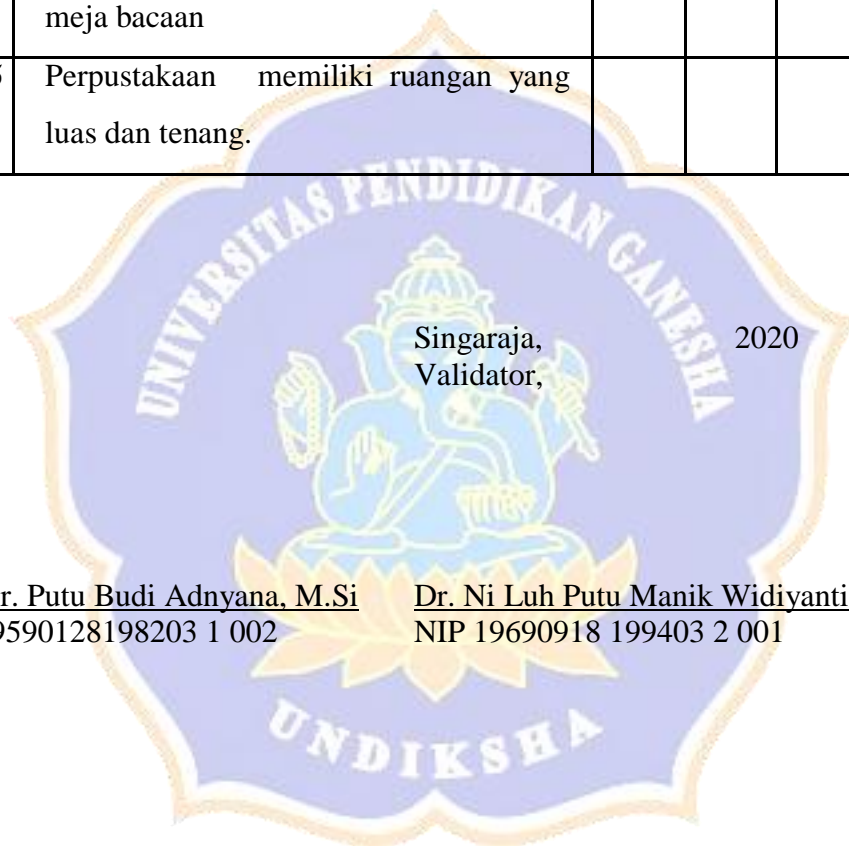 meja bacaan
Perpustakaan memiliki ruangan yang
luas dan tenang.
UNIVERSITAS PENDIDIKAN GANESHA
Singaraja, 2020
Validator,
r. Putu Budi Adnyana, M.Si Dr. Ni Luh Putu Manik Widiyanti
9590128198203 1 002 NIP 19690918 199403 2 001
UNDIKSHA